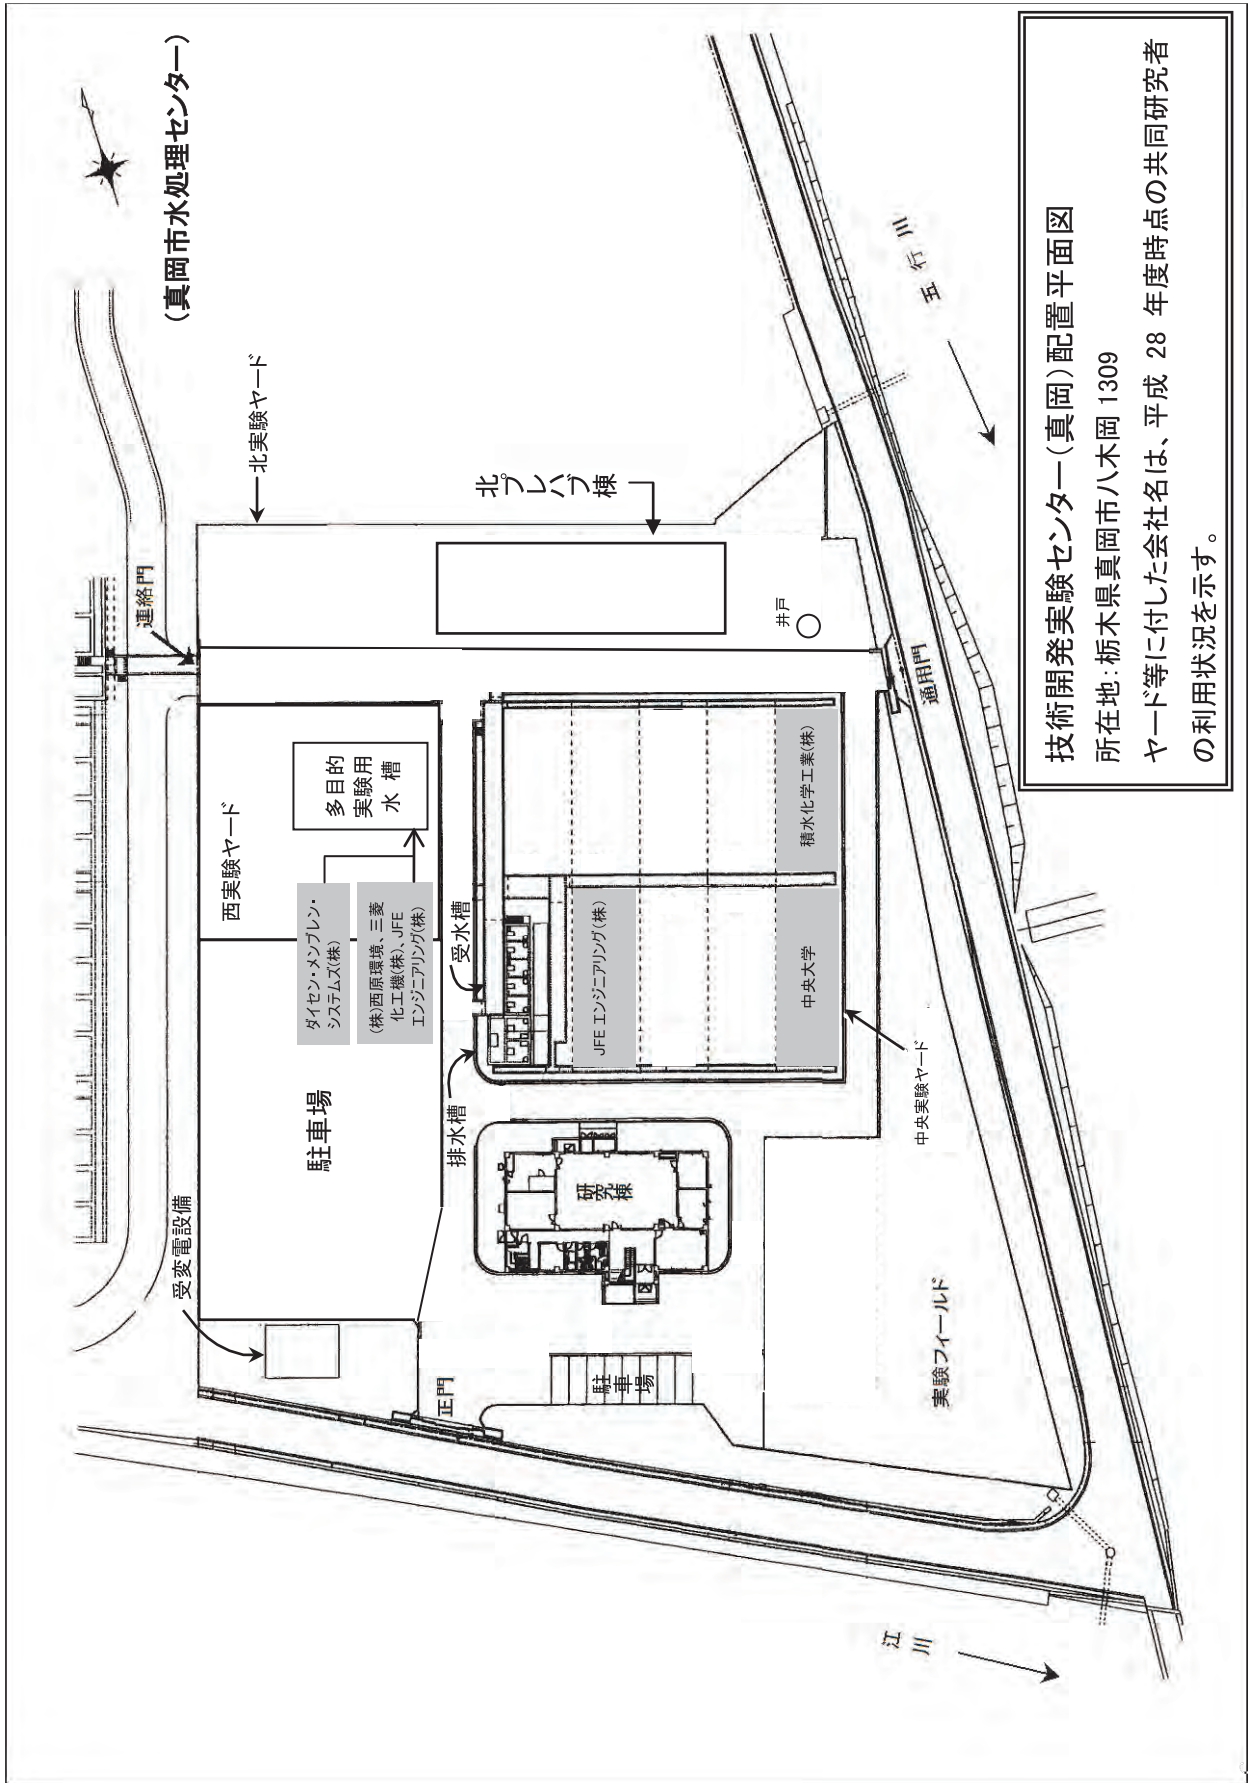 技術開発実験センター(真岡)配置平面図
所在地:栃木県真岡市八木岡 1309
ヤード等に付した会社名は、平成 28 年度時点の共同研究者
の利用状況を示す。
(真岡市水処理センター)
北実験ヤード
連絡門
北
プレハブ
棟
井戸
通用門
五行川
西実験ヤード
多目的
実験用
水 槽
ダイセン・メンブレン・
システムズ(株)
(株)西原環境、三菱
化工機(株)、JFE
エンジニアリング(株)
受水槽
排水槽
積水化学工業(株)
JFE エンジニアリング(株)
中央大学
中央実験ヤード
駐車場
受変電設備
研究棟
正門
駐車場
実験フィールド
江川